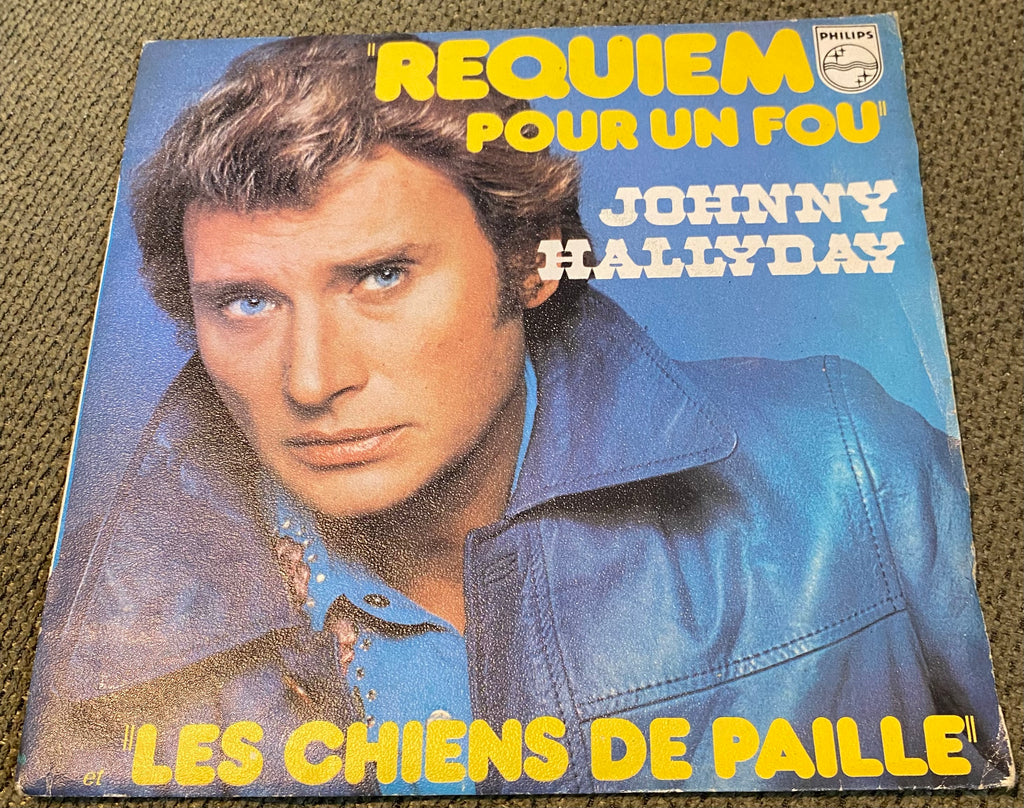 "REQUIEM
PHILIPS
POUR UN FOU"
JOHNNY
HALLYDAY
et "LES CHIENS DE PAILLE"